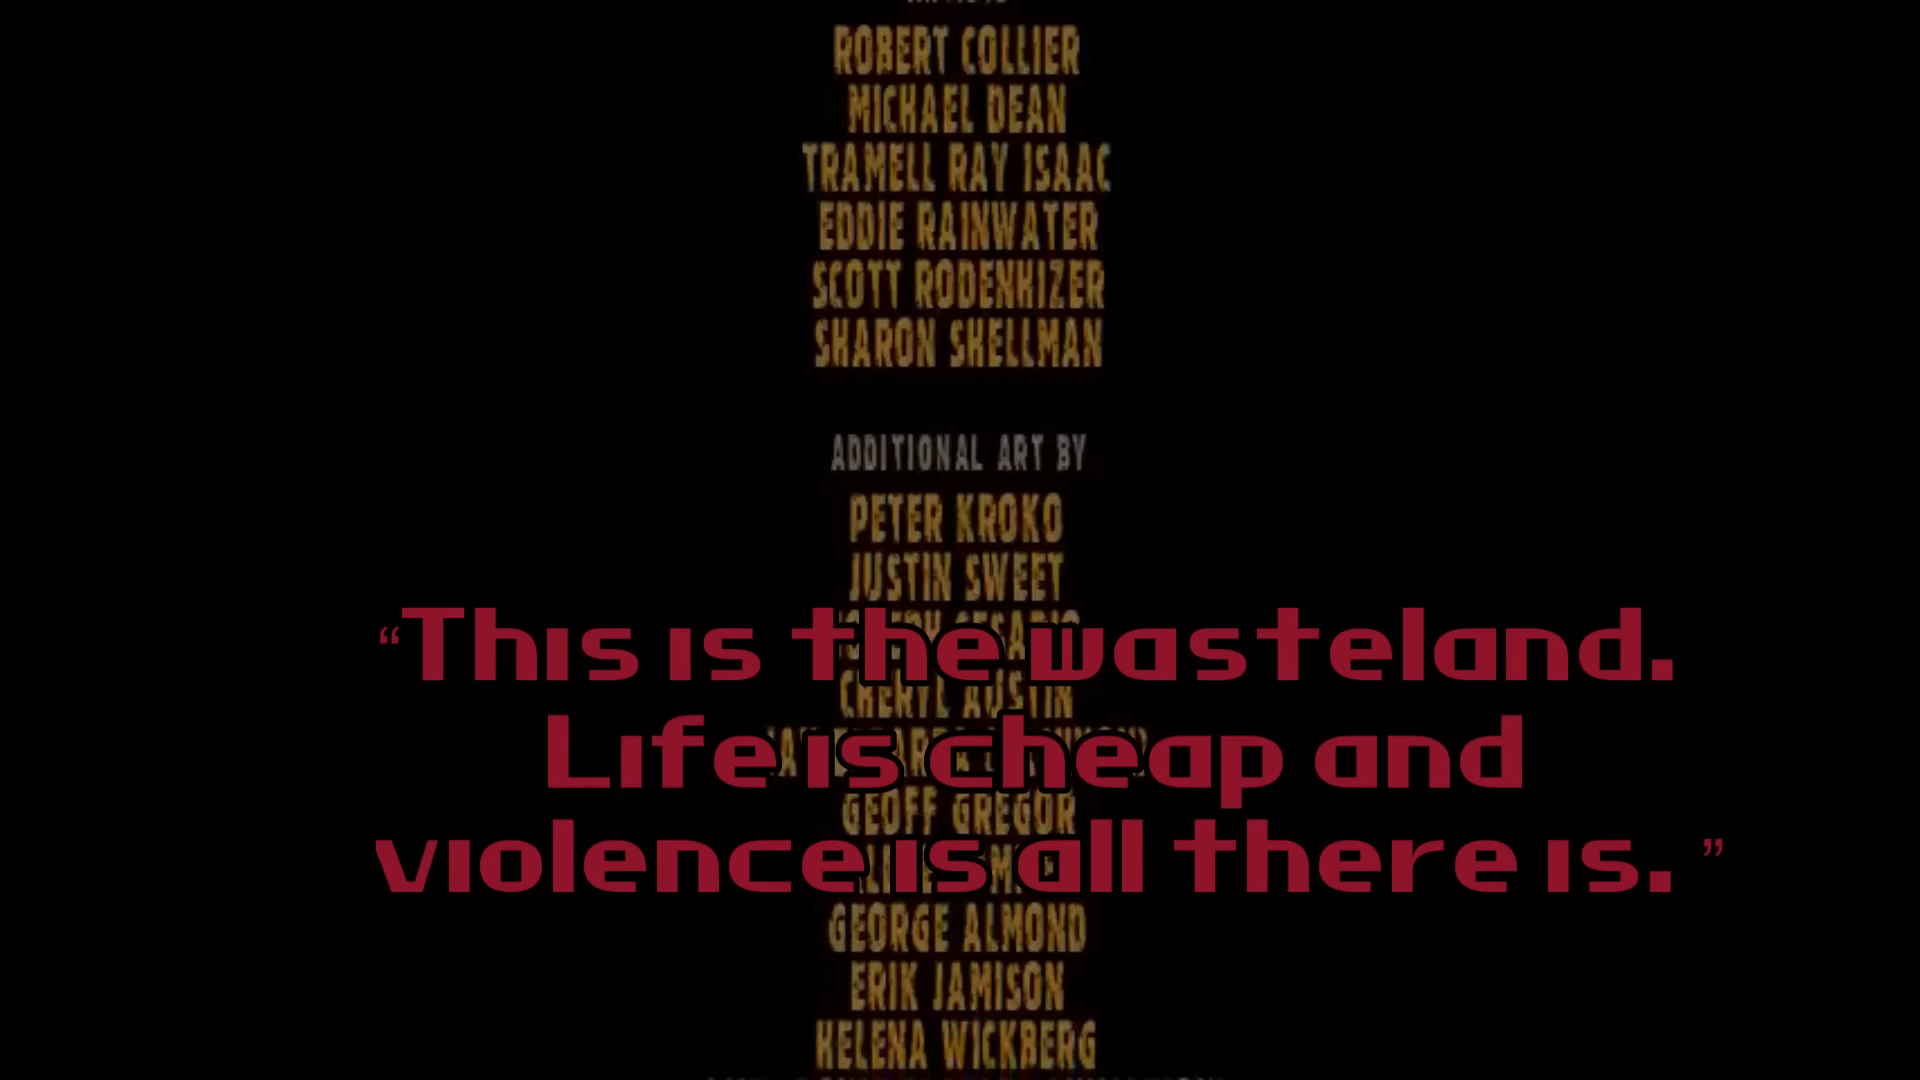 ROBERT COLLIER
MICHAEL DEAN
TRAMELL RAY ISAAC
EDDIE RAINWATER
SCOTT RODENHIZER
SHARON SHELLMAN
ADDITIONAL ART BY
PETER KROKO
JUSTIN SWEET
“This is the wasteland.
CHERYL AUSTIN
Life is cheap and
GEOFF GREGOR
violence is all there is. ”
GEORGE ALMOND
ERIK JAMISON
HELENA WICKBERG